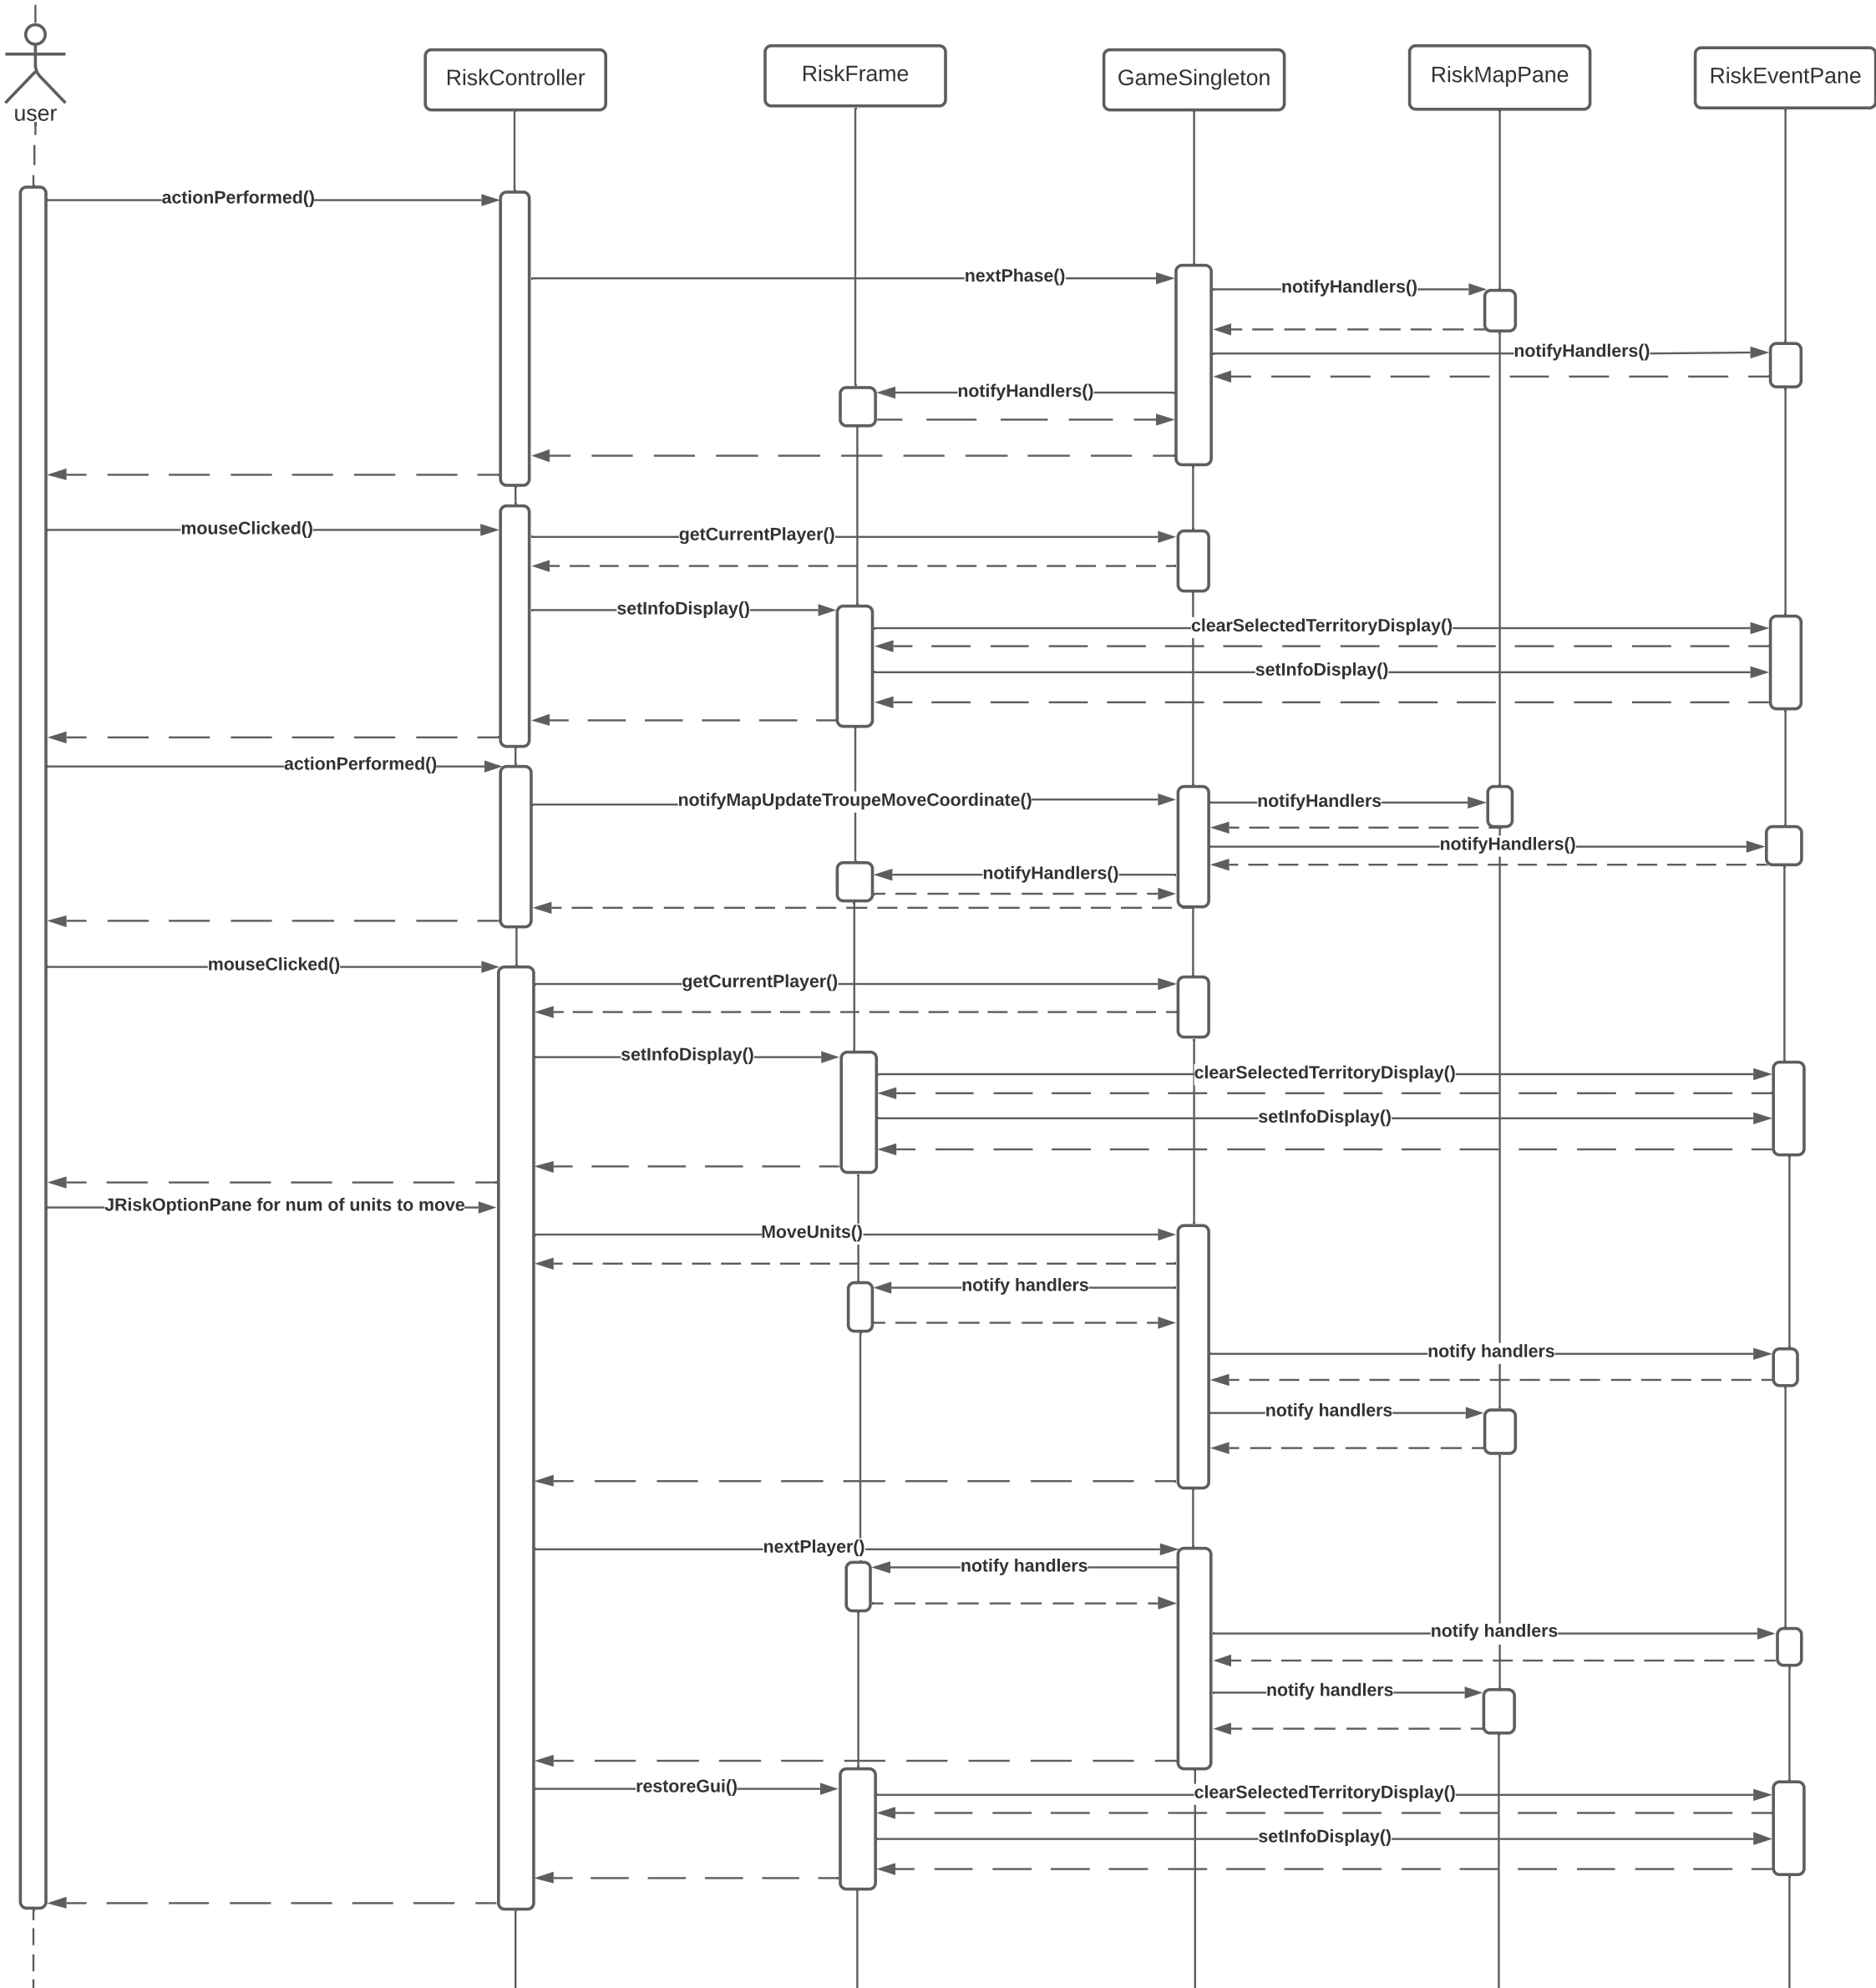 user
RiskController
RiskFrame
GameSingleton
RiskMapPane
RiskEventPane
actionPerformed()
nextPhase()
notifyHandlers()
notifyHandlers()
notifyHandlers()
mouseClicked()
getCurrentPlayer()
setInfoDisplay()
clearSelectedTerritoryDisplay()
setInfoDisplay()
actionPerformed()
notifyMapUpdateTroupeMoveCoordinate()
notifyHandlers
notifyHandlers()
notifyHandlers()
mouseClicked()
getCurrentPlayer()
setInfoDisplay()
clearSelectedTerritoryDisplay()
setInfoDisplay()
JRiskOptionPane for num of units to move
MoveUnits()
notify handlers
notify handlers
notify handlers
nextPlayer()
notify handlers
notify handlers
notify handlers
restoreGui()
clearSelectedTerritoryDisplay()
setInfoDisplay()